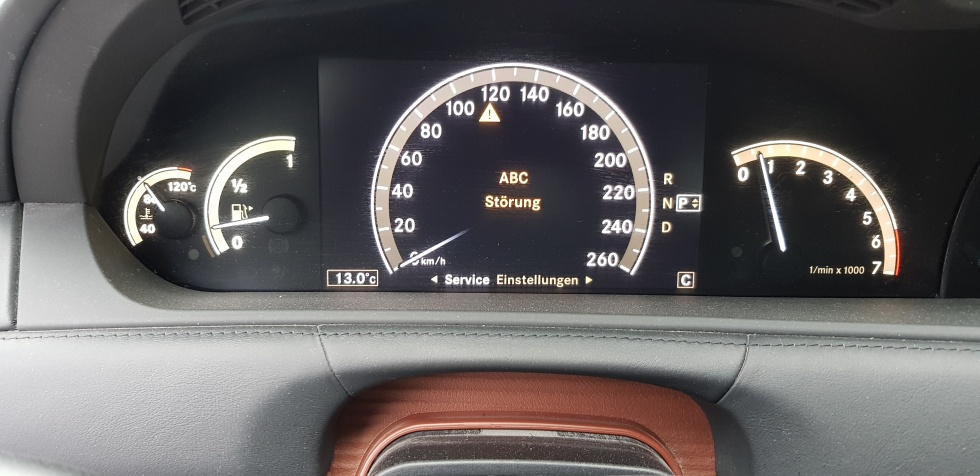 120°c
80
40
1
½
0
0
20
40
60
80
100
120
140
160
180
200
220
240
260
km/h
ABC
Störung
13.0°c
Service Einstellungen
C
R
N P
D
0
1
2
3
4
5
6
7
1/min x 1000